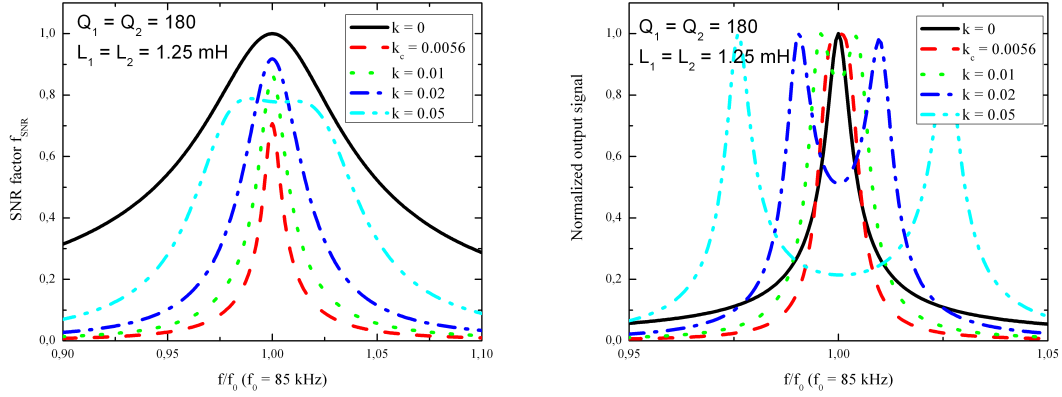 Q₁ = Q₂ = 180
L₁ = L₂ = 1.25 mH
k = 0
k_c = 0.0056
k = 0.01
k = 0.02
k = 0.05
SNR factor f_SNR
1,0
0,8
0,6
0,4
0,2
0,0
0,90
0,95
1,00
1,05
1,10
f/f₀ (f₀ = 85 kHz)
Q₁ = Q₂ = 180
L₁ = L₂ = 1.25 mH
k = 0
k_c = 0.0056
k = 0.01
k = 0.02
k = 0.05
Normalized output signal
1,0
0,8
0,6
0,4
0,2
0,0
0,95
1,00
1,05
f/f₀ (f₀ = 85 kHz)